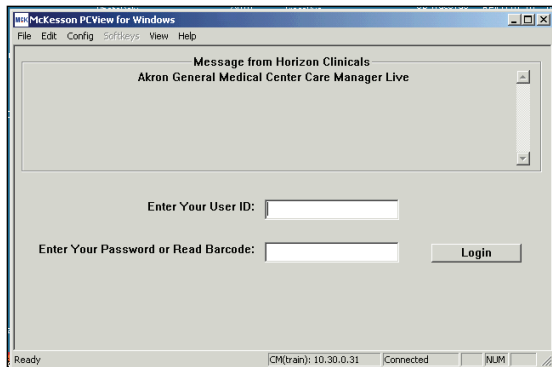 MCK McKesson PCView for Windows
File Edit Config Softkeys View Help
Message from Horizon Clinicals
Akron General Medical Center Care Manager Live
Enter Your User ID:
Enter Your Password or Read Barcode:
Login
Ready
CM(train): 10.30.0.31
Connected
NUM